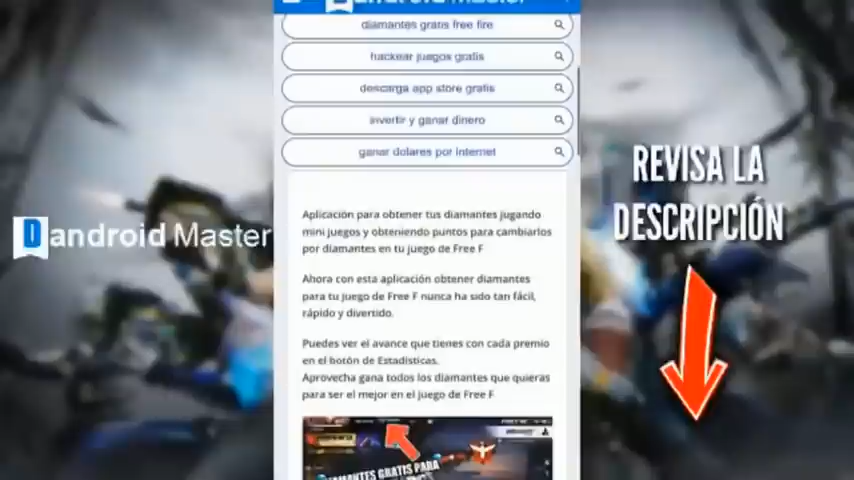 diamantes gratis free fire
hackear juegos gratis
descarga app store gratis
invertir y ganar dinero
ganar dolares por internet
Aplicación para obtener tus diamantes jugando
mini juegos y obteniendo puntos para cambiarlos
por diamantes en tu juego de Free F
Ahora con esta aplicación obtener diamantes
para tu juego de Free F nunca ha sido tan fácil,
rápido y divertido.
Puedes ver el avance que tienes con cada premio
en el botón de Estadísticas.
Aprovecha gana todos los diamantes que quieras
para ser el mejor en el juego de Free F
DIAMANTES GRATIS PARA
Dandroid Master
REVISA LA
DESCRIPCIÓN